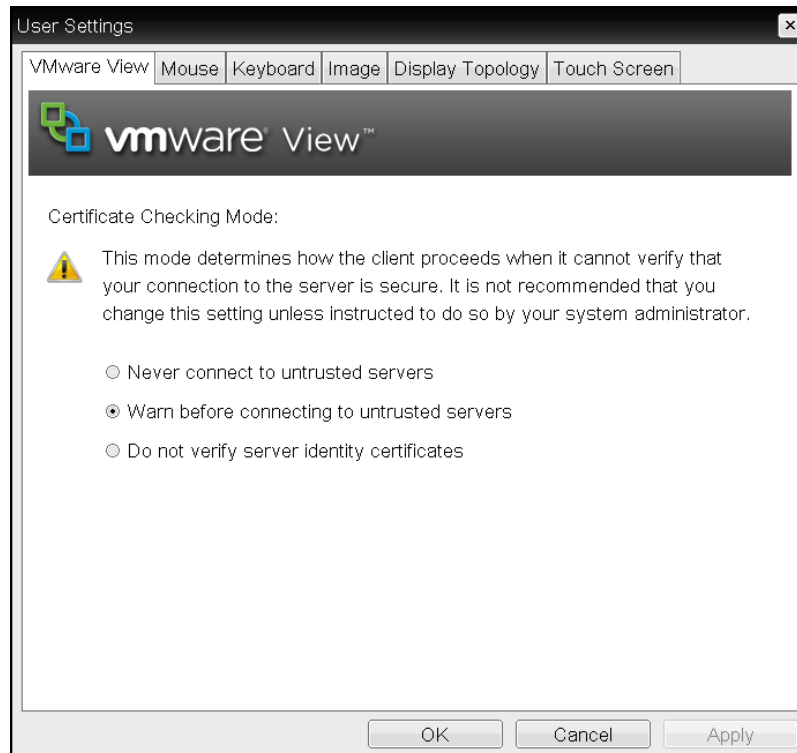 User Settings
VMware View Mouse Keyboard Image Display Topology Touch Screen
vmware® View™
Certificate Checking Mode:
This mode determines how the client proceeds when it cannot verify that
your connection to the server is secure. It is not recommended that you
change this setting unless instructed to do so by your system administrator.
Never connect to untrusted servers
Warn before connecting to untrusted servers
Do not verify server identity certificates
OK Cancel Apply